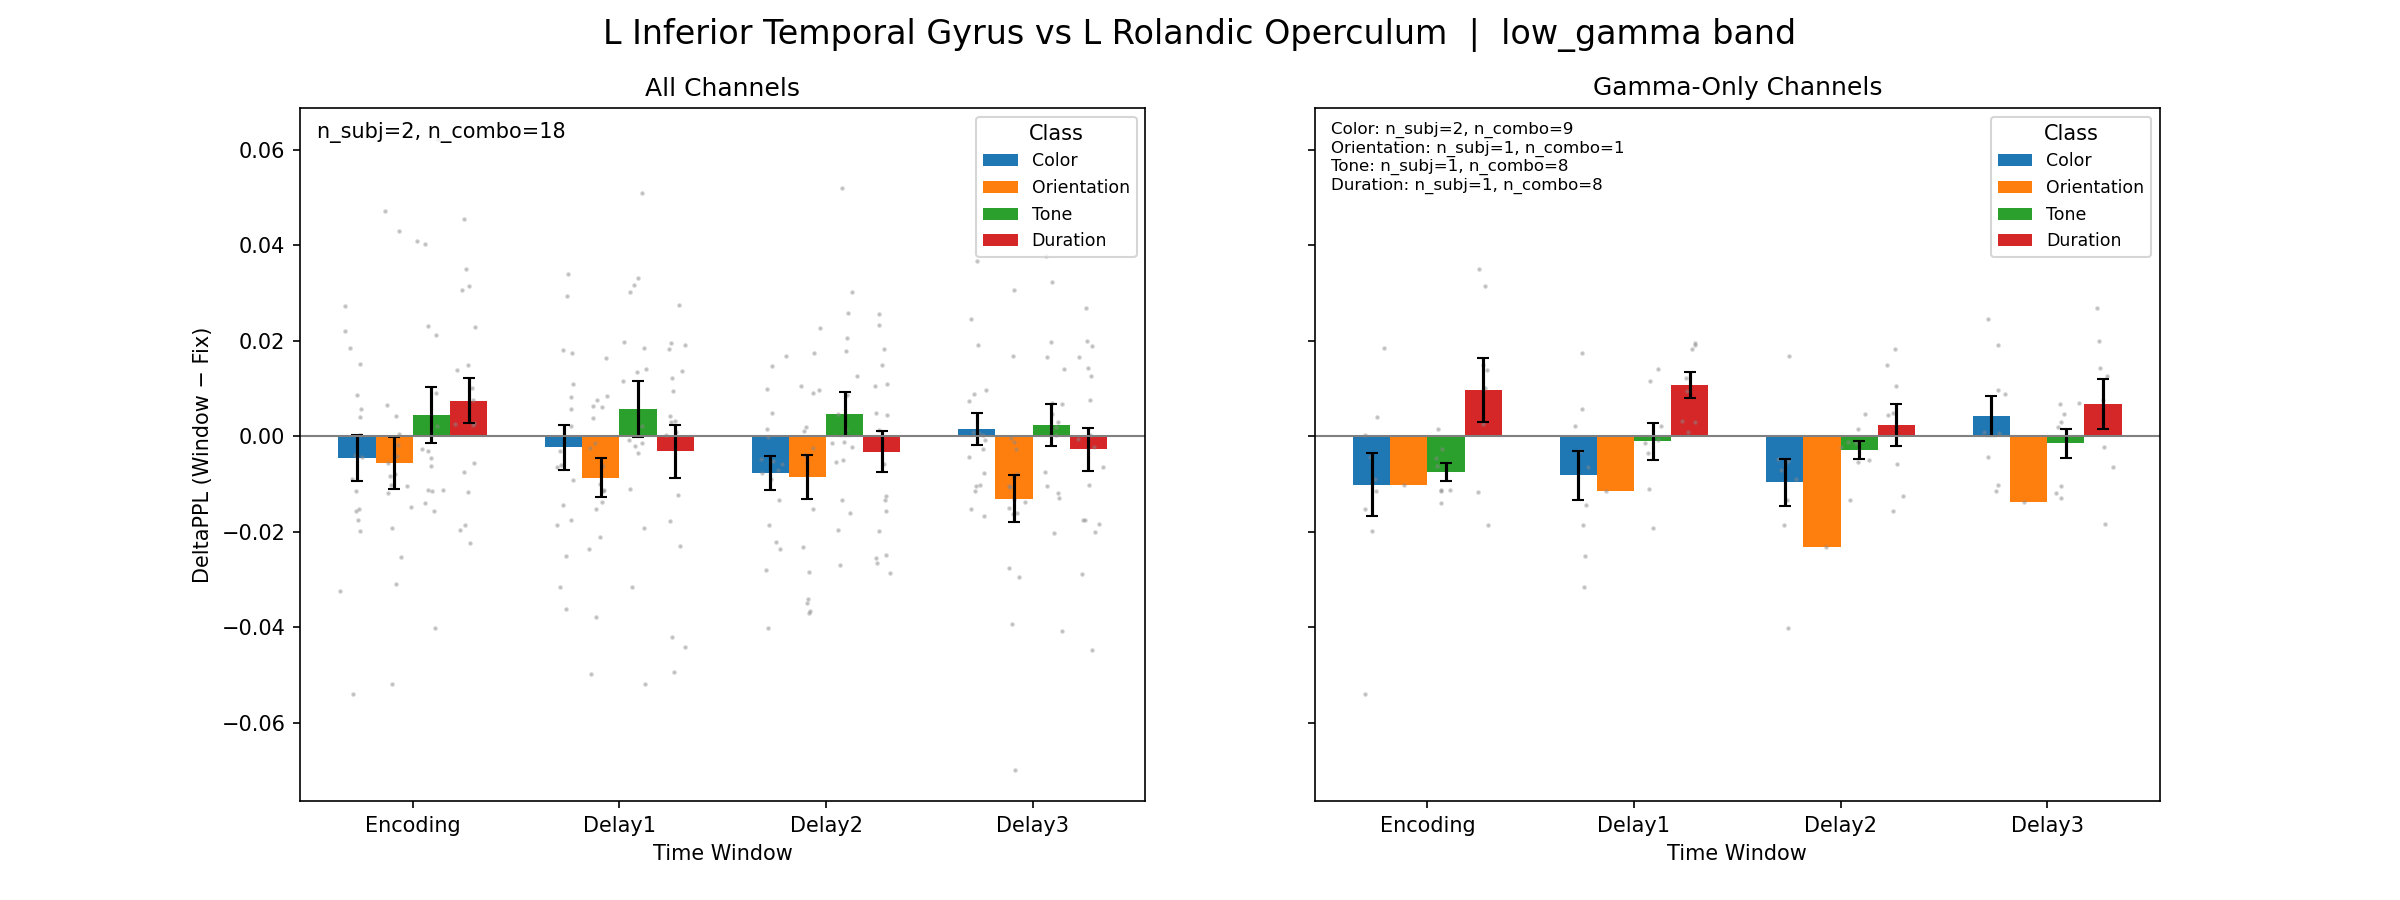 L Inferior Temporal Gyrus vs L Rolandic Operculum | low_gamma band
All Channels
n_subj=2, n_combo=18
Class
Color
Orientation
Tone
Duration
0.06
0.04
0.02
0.00
−0.02
−0.04
−0.06
DeltaPPL (Window − Fix)
Encoding
Delay1
Delay2
Delay3
Time Window
Gamma-Only Channels
Color: n_subj=2, n_combo=9
Orientation: n_subj=1, n_combo=1
Tone: n_subj=1, n_combo=8
Duration: n_subj=1, n_combo=8
Class
Color
Orientation
Tone
Duration
Encoding
Delay1
Delay2
Delay3
Time Window